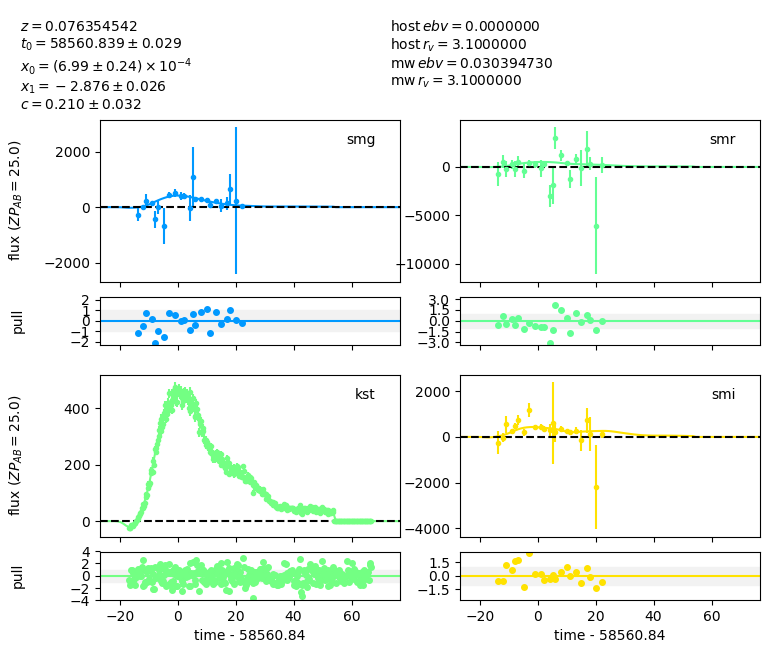 z = 0.076354542
t₀ = 58560.839 ± 0.029
x₀ = (6.99 ± 0.24) × 10⁻⁴
x₁ = −2.876 ± 0.026
c = 0.210 ± 0.032
host ebv = 0.0000000
host r_v = 3.1000000
mw ebv = 0.030394730
mw r_v = 3.1000000
flux (ZP_AB = 25.0)
2000
0
−2000
smg
0
−5000
−10000
smr
pull
2
1
0
−1
−2
3.0
1.5
0.0
−1.5
−3.0
flux (ZP_AB = 25.0)
400
200
0
kst
2000
0
−2000
−4000
smi
pull
4
2
0
−2
−4
1.5
0.0
−1.5
−20 0 20 40 60
−20 0 20 40 60
time - 58560.84
time - 58560.84